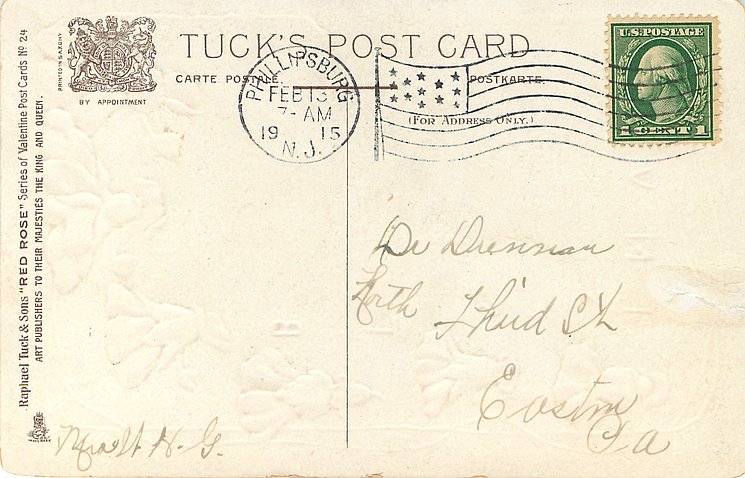 TUCK'S POST CARD
CARTE POSTALE.
POSTKARTE.
(FOR ADDRESS ONLY.)
PRINTED IN SAXONY
BY APPOINTMENT
PHILLIPSBURG
FEB 13
7-AM
1915
N.J.
U.S. POSTAGE
1 CENT 1
Raphael Tuck & Sons "RED ROSE" Series of Valentine Post Cards No 24
ART PUBLISHERS TO THEIR MAJESTIES THE KING AND QUEEN.
Dr Drennan
North Third St
Easton
Pa